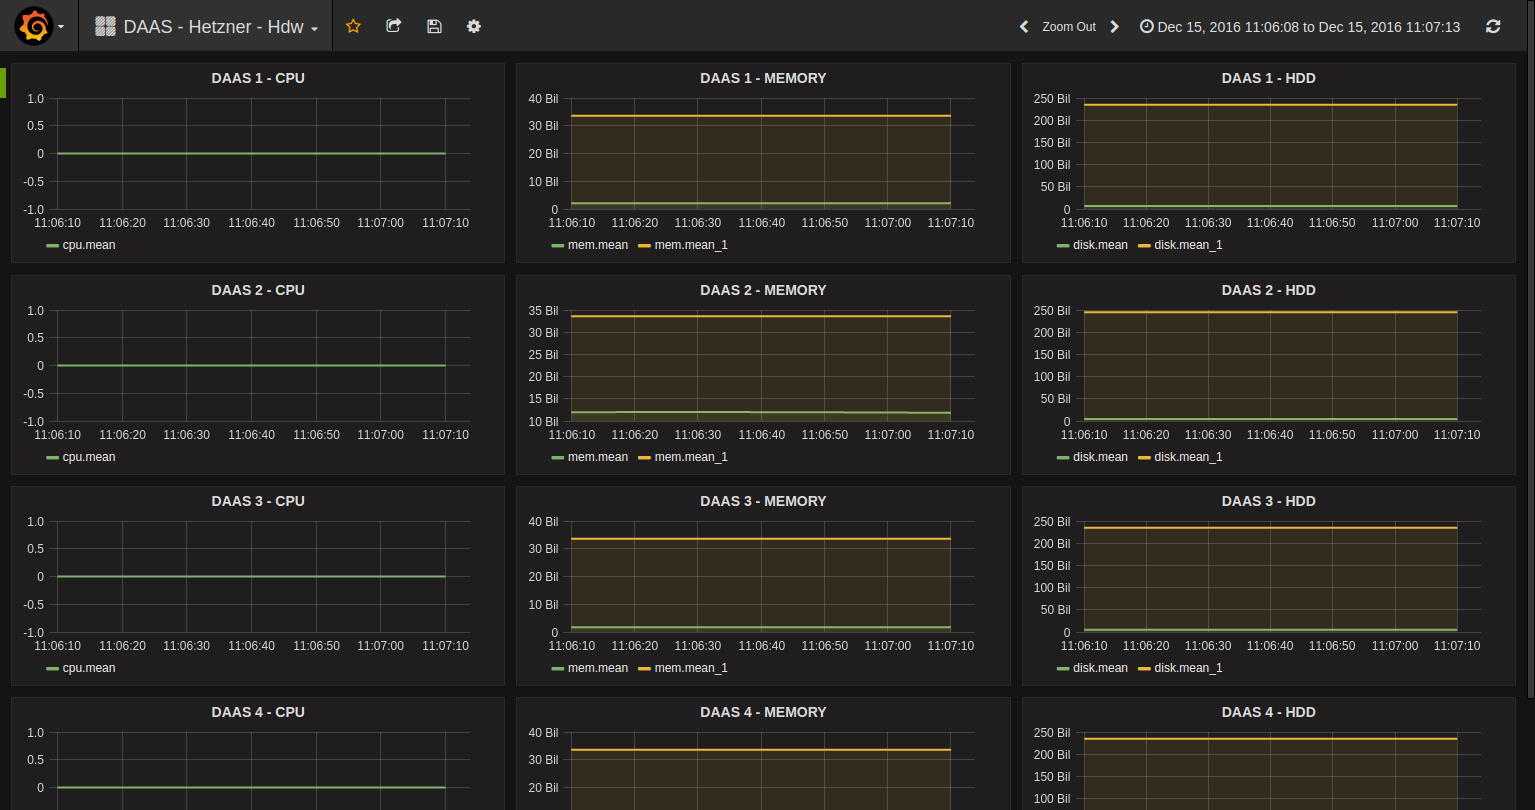 DAAS - Hetzner - Hdw
Zoom Out
Dec 15, 2016 11:06:08 to Dec 15, 2016 11:07:13
DAAS 1 - CPU
1.0
0.5
0
-0.5
-1.0
11:06:10 11:06:20 11:06:30 11:06:40 11:06:50 11:07:00 11:07:10
cpu.mean
DAAS 1 - MEMORY
40 Bil
30 Bil
20 Bil
10 Bil
0
11:06:10 11:06:20 11:06:30 11:06:40 11:06:50 11:07:00 11:07:10
mem.mean mem.mean_1
DAAS 1 - HDD
250 Bil
200 Bil
150 Bil
100 Bil
50 Bil
0
11:06:10 11:06:20 11:06:30 11:06:40 11:06:50 11:07:00 11:07:10
disk.mean disk.mean_1
DAAS 2 - CPU
1.0
0.5
0
-0.5
-1.0
11:06:10 11:06:20 11:06:30 11:06:40 11:06:50 11:07:00 11:07:10
cpu.mean
DAAS 2 - MEMORY
35 Bil
30 Bil
25 Bil
20 Bil
15 Bil
10 Bil
11:06:10 11:06:20 11:06:30 11:06:40 11:06:50 11:07:00 11:07:10
mem.mean mem.mean_1
DAAS 2 - HDD
250 Bil
200 Bil
150 Bil
100 Bil
50 Bil
0
11:06:10 11:06:20 11:06:30 11:06:40 11:06:50 11:07:00 11:07:10
disk.mean disk.mean_1
DAAS 3 - CPU
1.0
0.5
0
-0.5
-1.0
11:06:10 11:06:20 11:06:30 11:06:40 11:06:50 11:07:00 11:07:10
cpu.mean
DAAS 3 - MEMORY
40 Bil
30 Bil
20 Bil
10 Bil
0
11:06:10 11:06:20 11:06:30 11:06:40 11:06:50 11:07:00 11:07:10
mem.mean mem.mean_1
DAAS 3 - HDD
250 Bil
200 Bil
150 Bil
100 Bil
50 Bil
0
11:06:10 11:06:20 11:06:30 11:06:40 11:06:50 11:07:00 11:07:10
disk.mean disk.mean_1
DAAS 4 - CPU
1.0
0.5
0
DAAS 4 - MEMORY
40 Bil
30 Bil
20 Bil
DAAS 4 - HDD
250 Bil
200 Bil
150 Bil
100 Bil